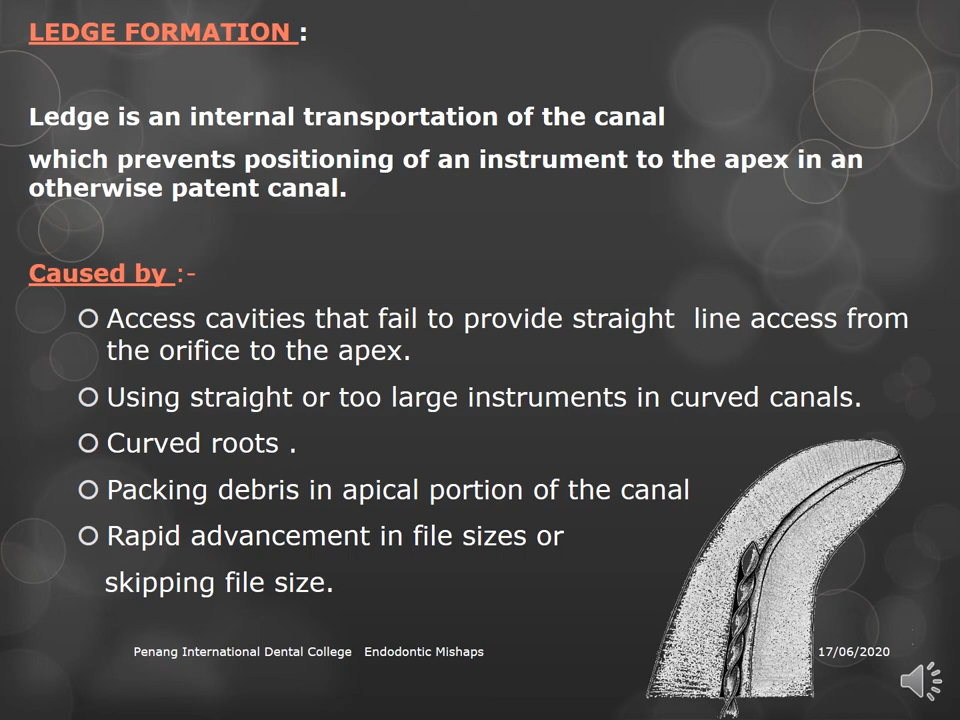 LEDGE FORMATION :
Ledge is an internal transportation of the canal
which prevents positioning of an instrument to the apex in an
otherwise patent canal.
Caused by :-
Access cavities that fail to provide straight  line access from
the orifice to the apex.
Using straight or too large instruments in curved canals.
Curved roots .
Packing debris in apical portion of the canal
Rapid advancement in file sizes or
skipping file size.
Penang International Dental College   Endodontic Mishaps
17/06/2020